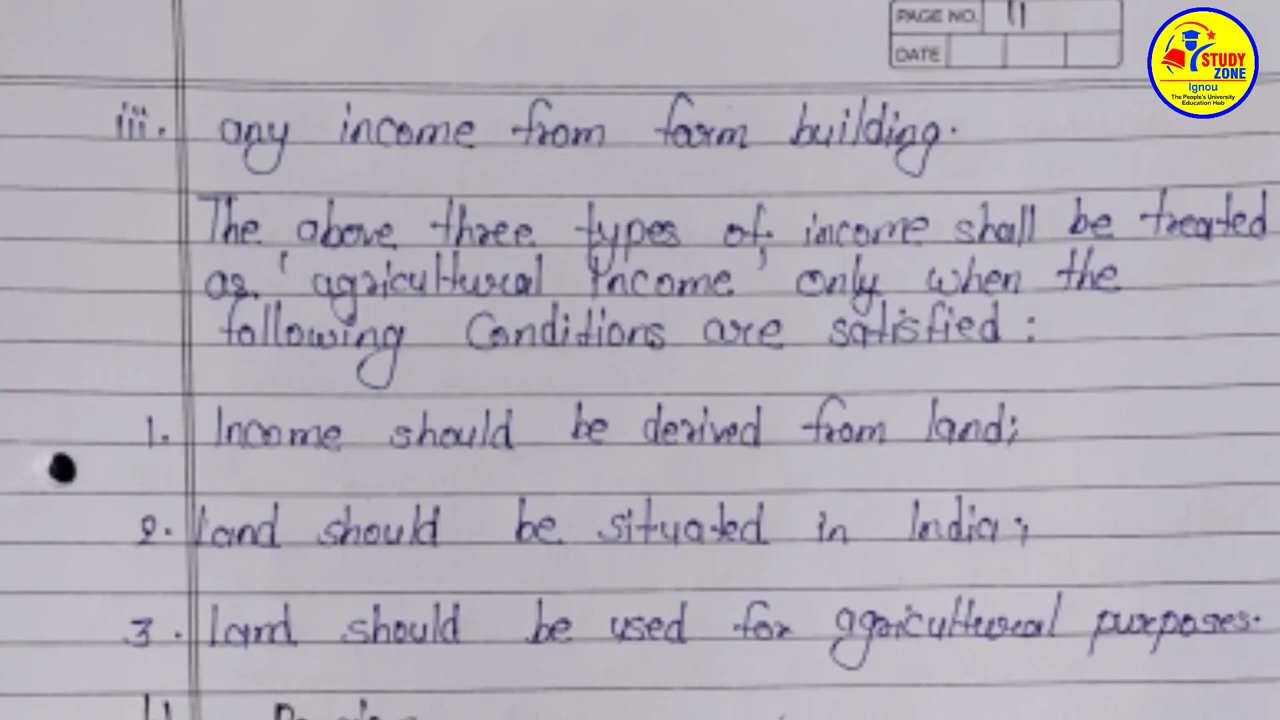 PAGE NO. 11
DATE
STUDY
ZONE
Ignou
The People's University
Education Hub
iii. any income from farm building.
The above three types of income shall be treated
as 'agricultural Income' only when the
following Conditions are satisfied :
1. Income should be derived from land;
2. land should be situated in India;
3. land should be used for agricultural purposes.